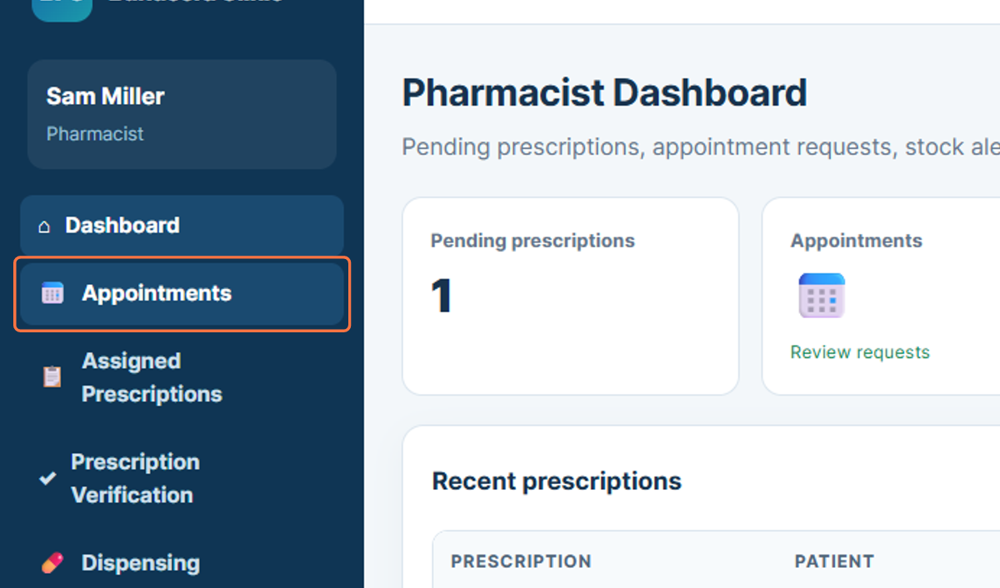 Sam Miller
Pharmacist
Dashboard
Appointments
Assigned
Prescriptions
Prescription
Verification
Dispensing
Pharmacist Dashboard
Pending prescriptions, appointment requests, stock
Pending prescriptions
1
Appointments
Review requests
Recent prescriptions
PRESCRIPTION
PATIENT